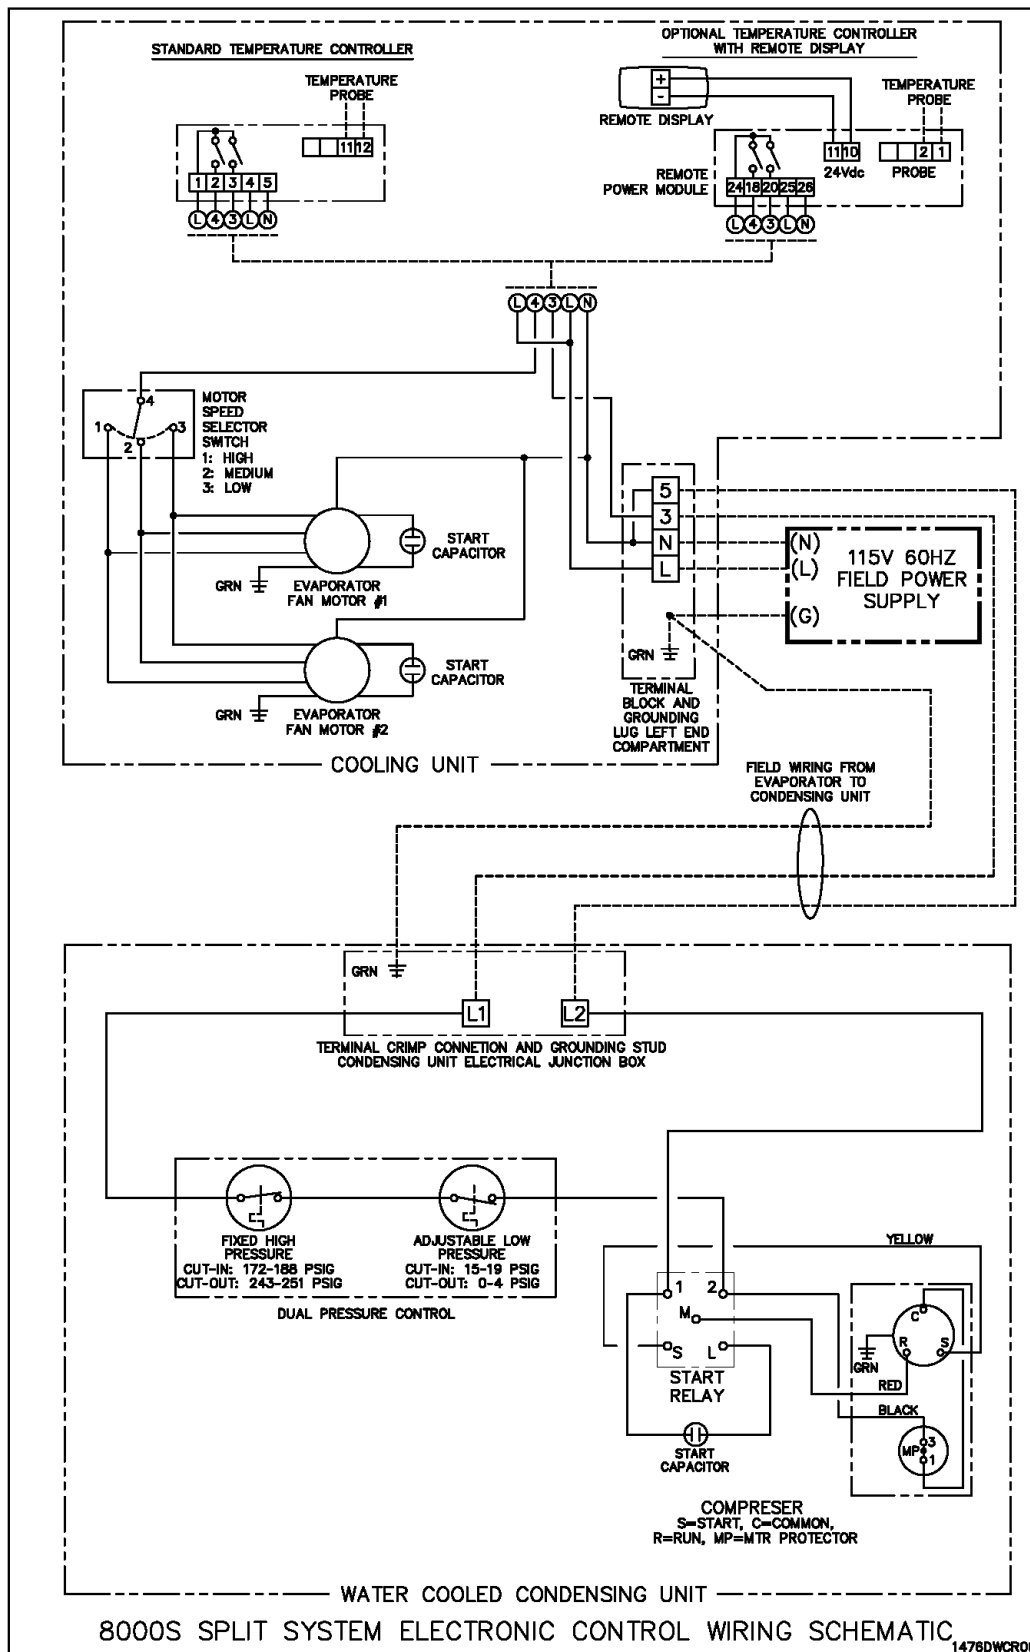 STANDARD TEMPERATURE CONTROLLER
TEMPERATURE
PROBE
11 12
1 2 3 4 5
L 4 3 L N
OPTIONAL TEMPERATURE CONTROLLER
WITH REMOTE DISPLAY
+
-
REMOTE DISPLAY
TEMPERATURE
PROBE
11 10
24Vdc
2 1
PROBE
REMOTE
POWER MODULE
24 18 20 25 26
L 4 3 L N
L 4 3 L N
4
1
2
3
MOTOR
SPEED
SELECTOR
SWITCH
1: HIGH
2: MEDIUM
3: LOW
START
CAPACITOR
GRN
EVAPORATOR
FAN MOTOR #1
START
CAPACITOR
GRN
EVAPORATOR
FAN MOTOR #2
5
3
N
L
GRN
TERMINAL
BLOCK AND
GROUNDING
LUG LEFT END
COMPARTMENT
(N)
(L)
(G)
115V 60HZ
FIELD POWER
SUPPLY
COOLING UNIT
FIELD WIRING FROM
EVAPORATOR TO
CONDENSING UNIT
GRN
L1
L2
TERMINAL CRIMP CONNETION AND GROUNDING STUD
CONDENSING UNIT ELECTRICAL JUNCTION BOX
FIXED HIGH
PRESSURE
CUT-IN: 172-188 PSIG
CUT-OUT: 243-251 PSIG
ADJUSTABLE LOW
PRESSURE
CUT-IN: 15-19 PSIG
CUT-OUT: 0-4 PSIG
DUAL PRESSURE CONTROL
YELLOW
1 2
M
S L
START
RELAY
START
CAPACITOR
C
R S
GRN
RED
BLACK
MP
3
1
COMPRESER
S=START, C=COMMON,
R=RUN, MP=MTR PROTECTOR
WATER COOLED CONDENSING UNIT
8000S SPLIT SYSTEM ELECTRONIC CONTROL WIRING SCHEMATIC